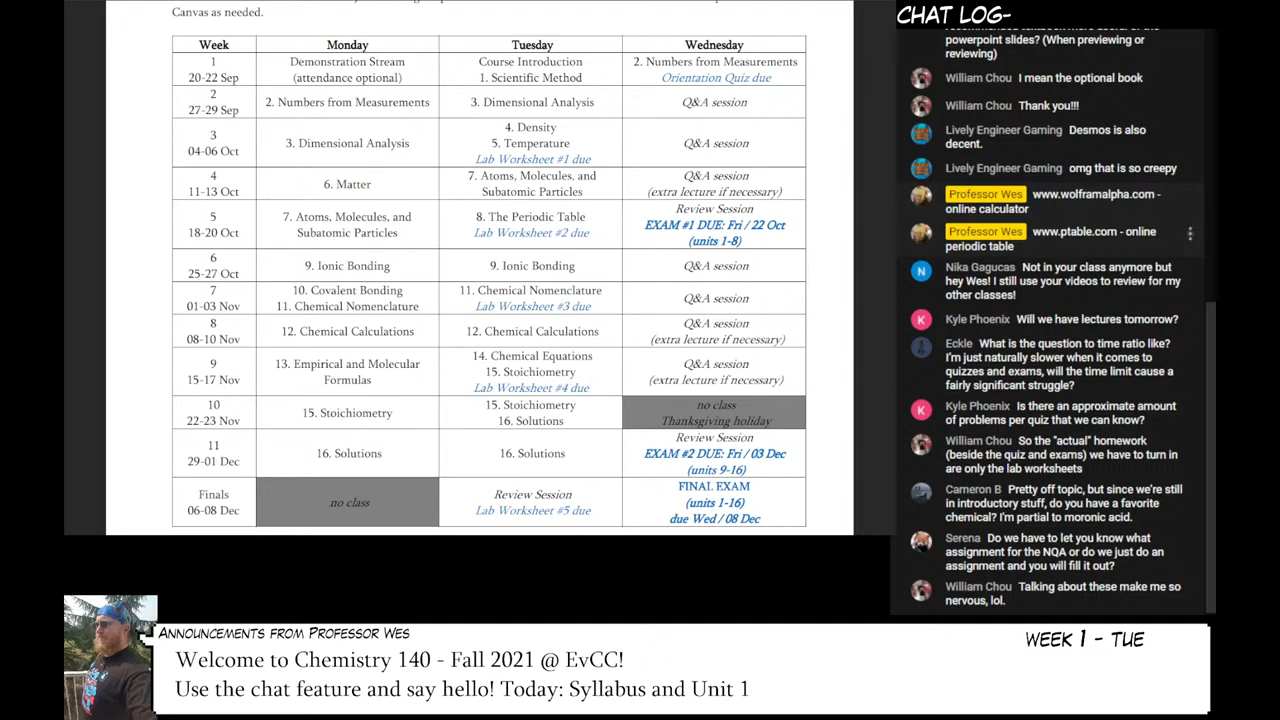 Canvas as needed.
Week Monday Tuesday Wednesday
1
20-22 Sep
Demonstration Stream
(attendance optional)
Course Introduction
1. Scientific Method
2. Numbers from Measurements
Orientation Quiz due
2
27-29 Sep
2. Numbers from Measurements
3. Dimensional Analysis
Q&A session
3
04-06 Oct
3. Dimensional Analysis
4. Density
5. Temperature
Lab Worksheet #1 due
Q&A session
4
11-13 Oct
6. Matter
7. Atoms, Molecules, and
Subatomic Particles
Q&A session
(extra lecture if necessary)
5
18-20 Oct
7. Atoms, Molecules, and
Subatomic Particles
8. The Periodic Table
Lab Worksheet #2 due
Review Session
EXAM #1 DUE: Fri / 22 Oct
(units 1-8)
6
25-27 Oct
9. Ionic Bonding
9. Ionic Bonding
Q&A session
7
01-03 Nov
10. Covalent Bonding
11. Chemical Nomenclature
11. Chemical Nomenclature
Lab Worksheet #3 due
Q&A session
8
08-10 Nov
12. Chemical Calculations
12. Chemical Calculations
Q&A session
(extra lecture if necessary)
9
15-17 Nov
13. Empirical and Molecular
Formulas
14. Chemical Equations
15. Stoichiometry
Lab Worksheet #4 due
Q&A session
(extra lecture if necessary)
10
22-23 Nov
15. Stoichiometry
15. Stoichiometry
16. Solutions
no class
Thanksgiving holiday
11
29-01 Dec
16. Solutions
16. Solutions
Review Session
EXAM #2 DUE: Fri / 03 Dec
(units 9-16)
Finals
06-08 Dec
no class
Review Session
Lab Worksheet #5 due
FINAL EXAM
(units 1-16)
due Wed / 08 Dec
CHAT LOG-
powerpoint slides? (When previewing or
reviewing)
William Chou I mean the optional book
William Chou Thank you!!!
Lively Engineer Gaming Desmos is also
decent.
Lively Engineer Gaming omg that is so creepy
Professor Wes www.wolframalpha.com -
online calculator
Professor Wes www.ptable.com - online
periodic table
Nika Gagucas Not in your class anymore but
hey Wes! I still use your videos to review for my
other classes!
Kyle Phoenix Will we have lectures tomorrow?
Eckle What is the question to time ratio like?
I'm just naturally slower when it comes to
quizzes and exams, will the time limit cause a
fairly significant struggle?
Kyle Phoenix Is there an approximate amount
of problems per quiz that we can know?
William Chou So the "actual" homework
(beside the quiz and exams) we have to turn in
are only the lab worksheets
Cameron B Pretty off topic, but since we're still
in introductory stuff, do you have a favorite
chemical? I'm partial to moronic acid.
Serena Do we have to let you know what
assignment for the NQA or do we just do an
assignment and you will fill it out?
William Chou Talking about these make me so
nervous, lol.
Announcements from Professor Wes
WEEK 1 - TUE
Welcome to Chemistry 140 - Fall 2021 @ EvCC!
Use the chat feature and say hello! Today: Syllabus and Unit 1